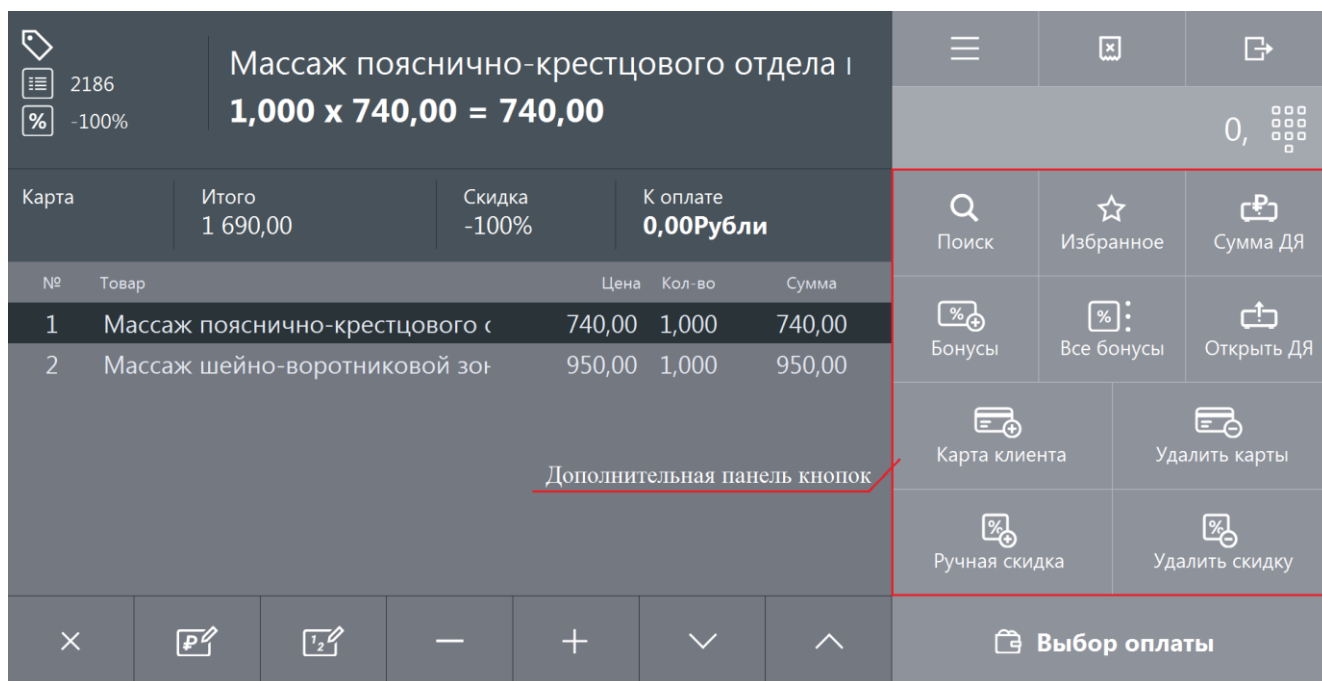 Массаж пояснично-крестцового отдела
2186
1,000 x 740,00 = 740,00
-100%
0,
Карта Итого Скидка К оплате
1 690,00 -100% 0,00Рубли
Поиск Избранное Сумма ДЯ
№ Товар Цена Кол-во Сумма
1 Массаж пояснично-крестцового 740,00 1,000 740,00
2 Массаж шейно-воротниковой 950,00 1,000 950,00
Бонусы Все бонусы Открыть ДЯ
Карта клиента Удалить карты
Дополнительная панель кнопок
Ручная скидка Удалить скидку
Выбор оплаты